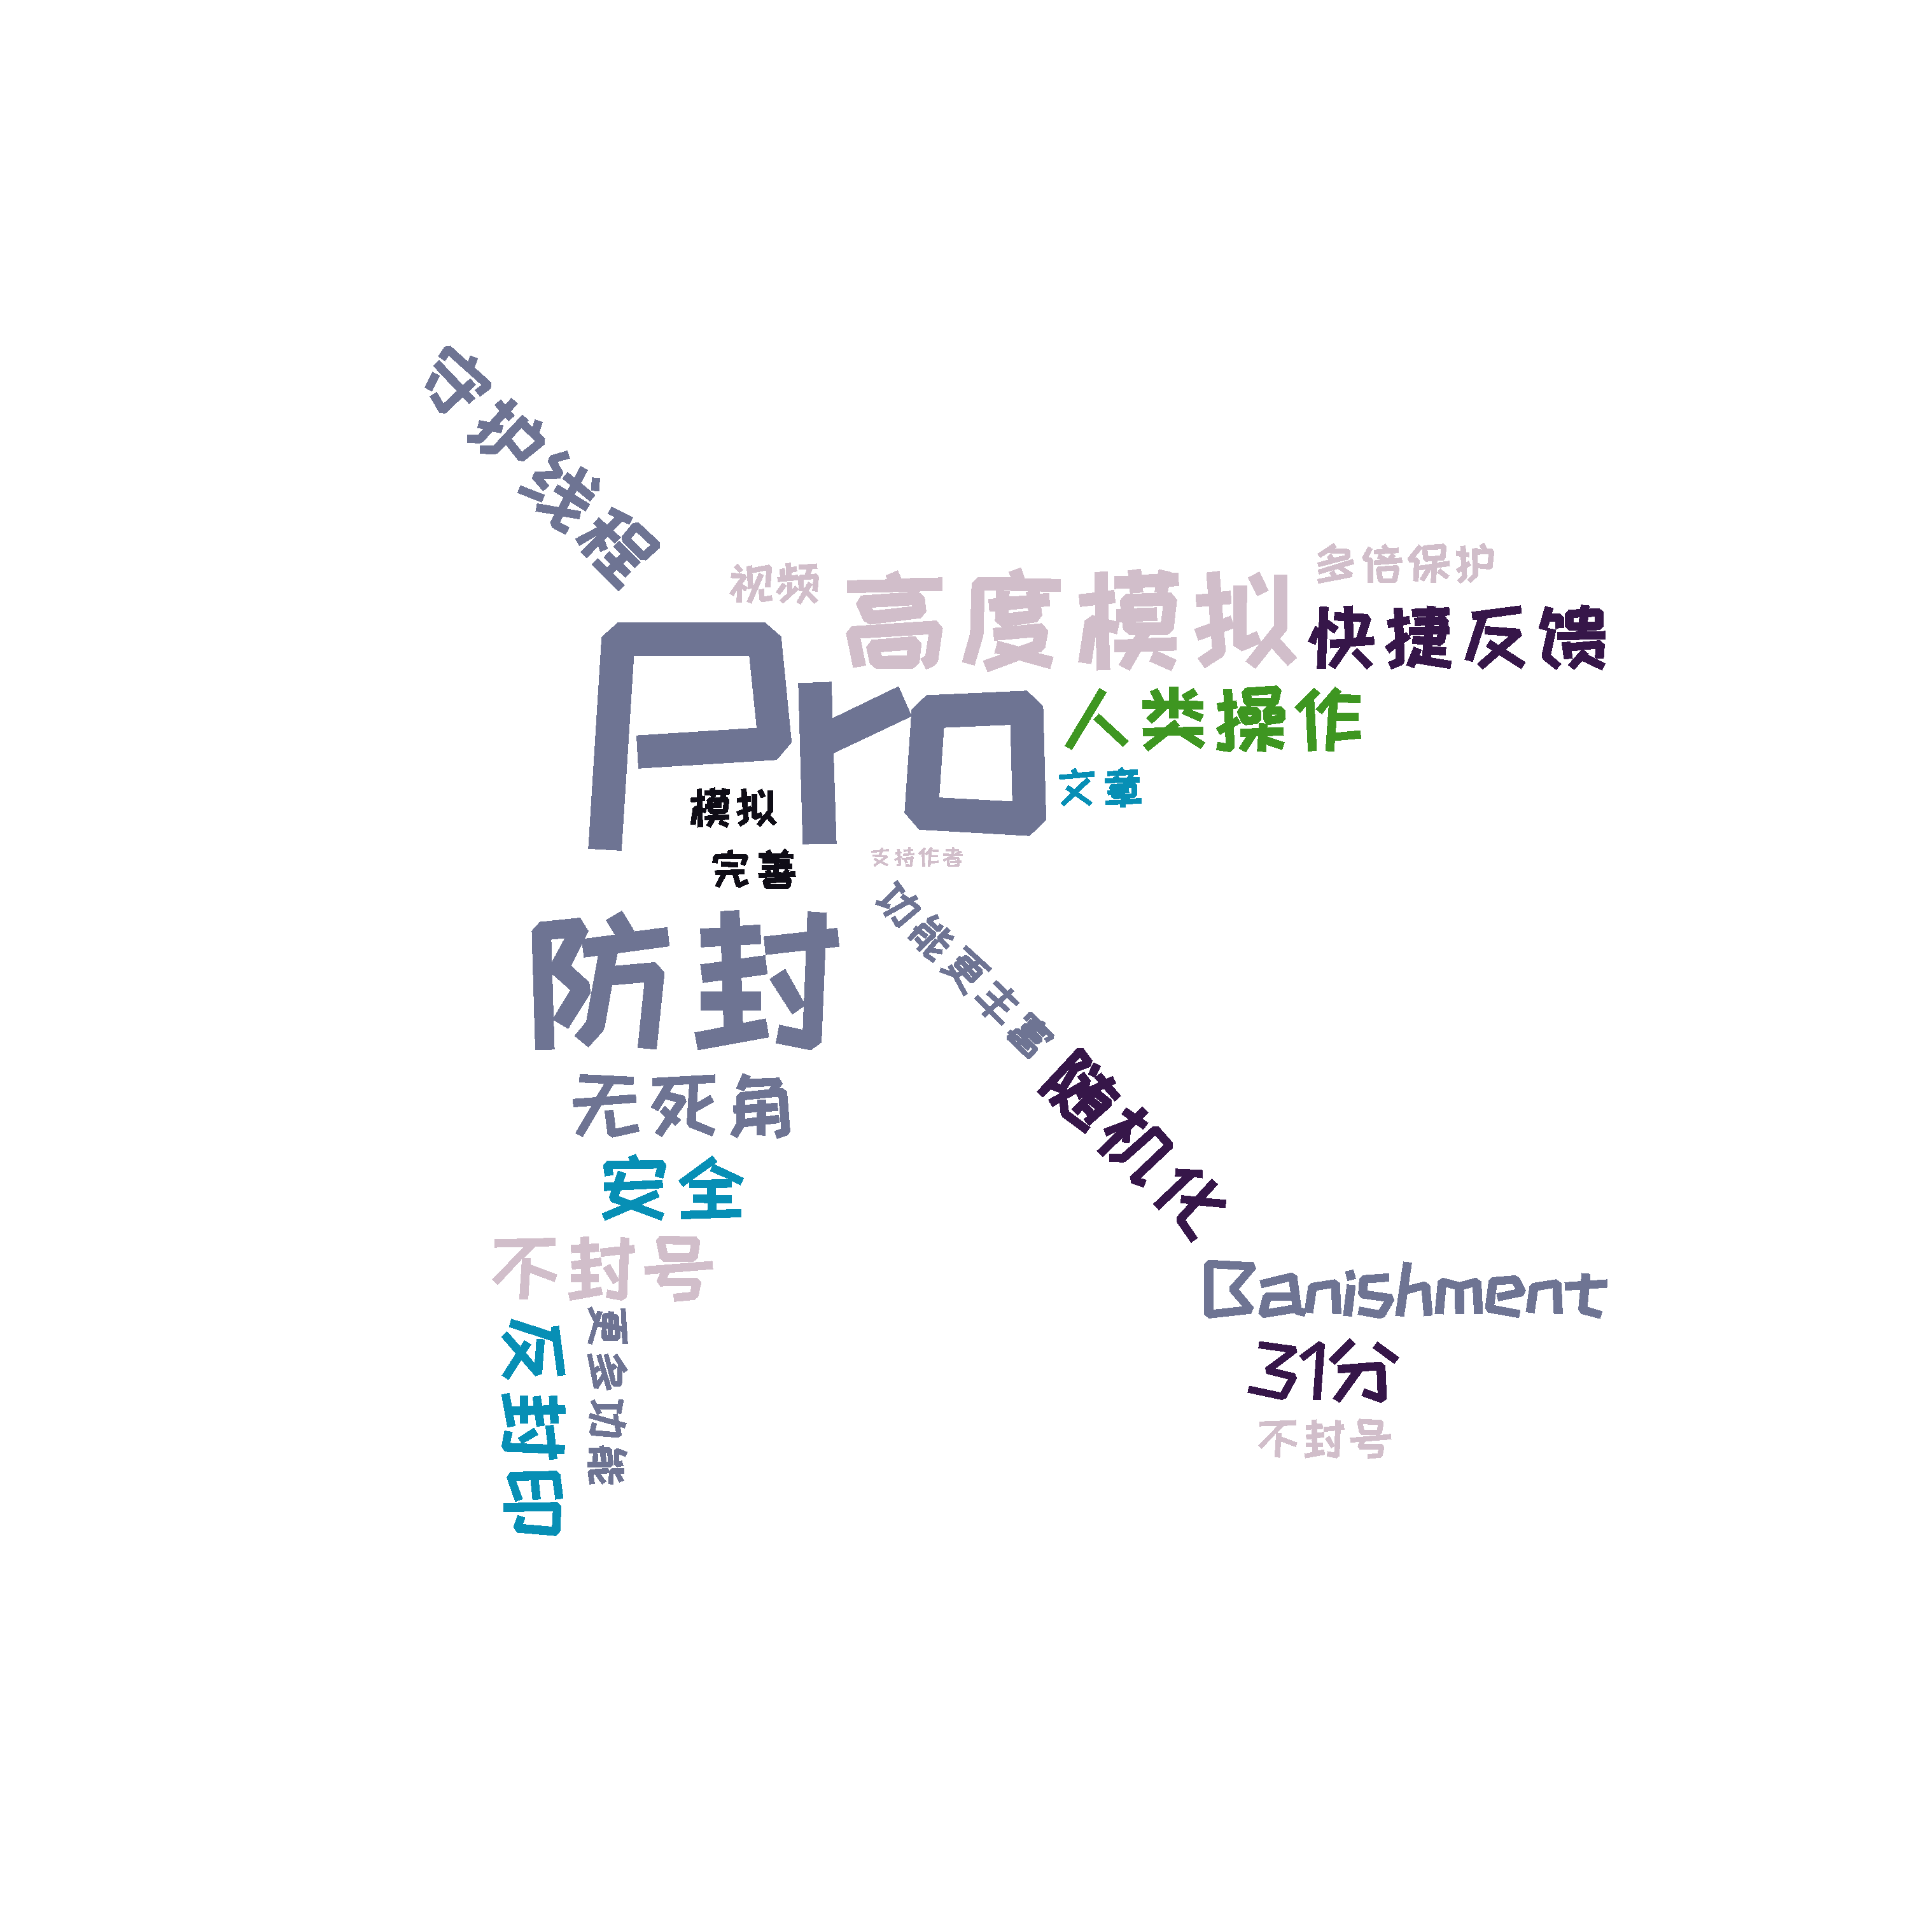 守护线程
视频
高度模拟
多倍保护
快捷反馈
Pro
人类操作
文章
模拟
完善
支持作者
防封
功能更丰富
无死角
随机化
安全
不封号
Banishment
反封印
更多功能
31分
不封号